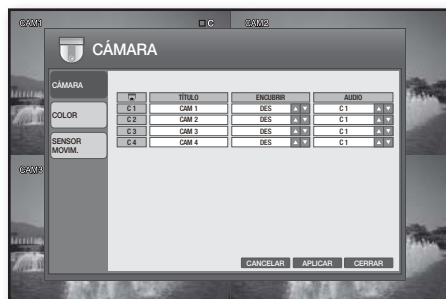 CAM1 C CAM2
CÁMARA
CÁMARA
COLOR
SENSOR
MOVIM.
TÍTULO ENCUBRIR AUDIO
C 1 CAM 1 DES C 1
C 2 CAM 2 DES C 1
C 3 CAM 3 DES C 1
C 4 CAM 4 DES C 1
CAM3
CANCELAR APLICAR CERRAR